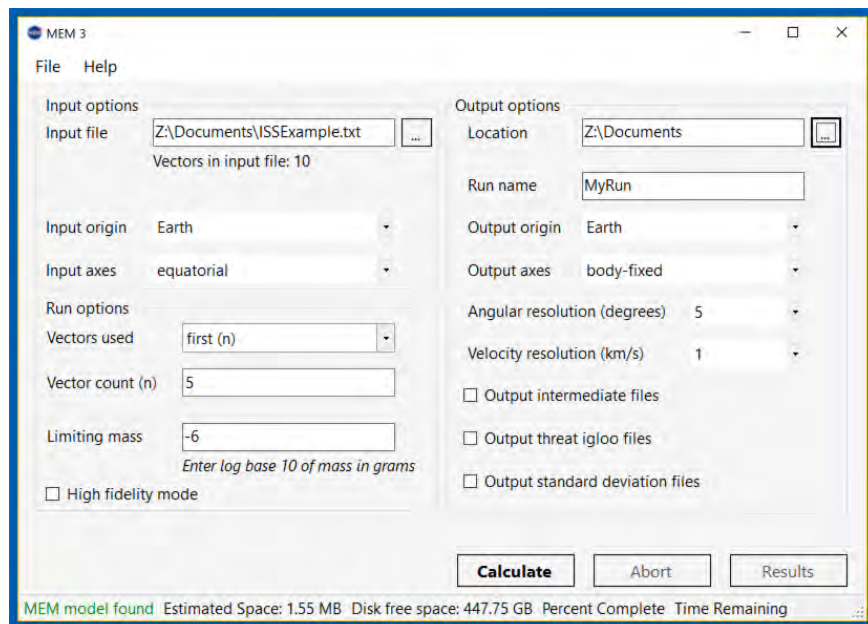 MEM 3
File Help
Input options
Input file Z:\Documents\ISSExample.txt ...
Vectors in input file: 10
Input origin Earth
Input axes equatorial
Run options
Vectors used first (n)
Vector count (n) 5
Limiting mass -6
Enter log base 10 of mass in grams
High fidelity mode
Output options
Location Z:\Documents ...
Run name MyRun
Output origin Earth
Output axes body-fixed
Angular resolution (degrees) 5
Velocity resolution (km/s) 1
Output intermediate files
Output threat igloo files
Output standard deviation files
Calculate Abort Results
MEM model found Estimated Space: 1.55 MB Disk free space: 447.75 GB Percent Complete Time Remaining